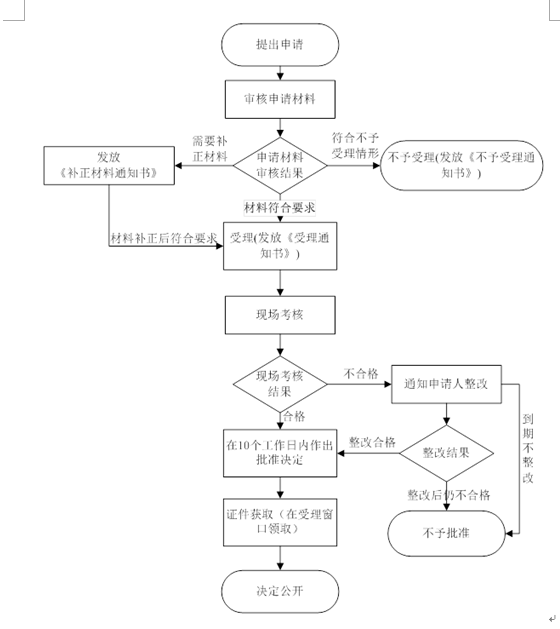 提出申请
审核申请材料
需要补
正材料
符合不予
受理情形
发放
《补正材料通知书》
申请材料
审核结果
不予受理(发放《不予受理通
知书》)
材料符合要求
材料补正后符合要求
受理(发放《受理通
知书》)
现场考核
现场考核
结果
不合格
通知申请人整改
合格
到期不整改
在10个工作日内作出
批准决定
整改合格
整改结果
整改后仍不合格
证件获取（在受理窗
口领取）
不予批准
决定公开